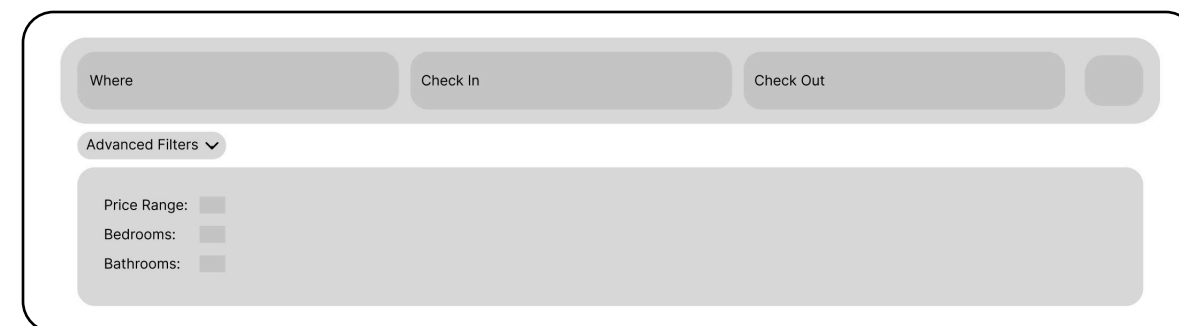 Where Check In Check Out
Advanced Filters
Price Range:
Bedrooms:
Bathrooms: